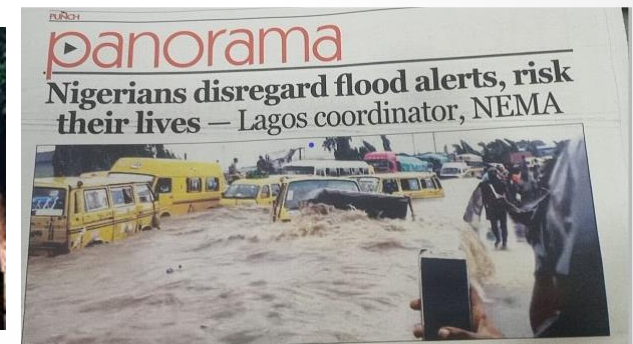 PUNCH
panorama
Nigerians disregard flood alerts, risk
their lives — Lagos coordinator, NEMA